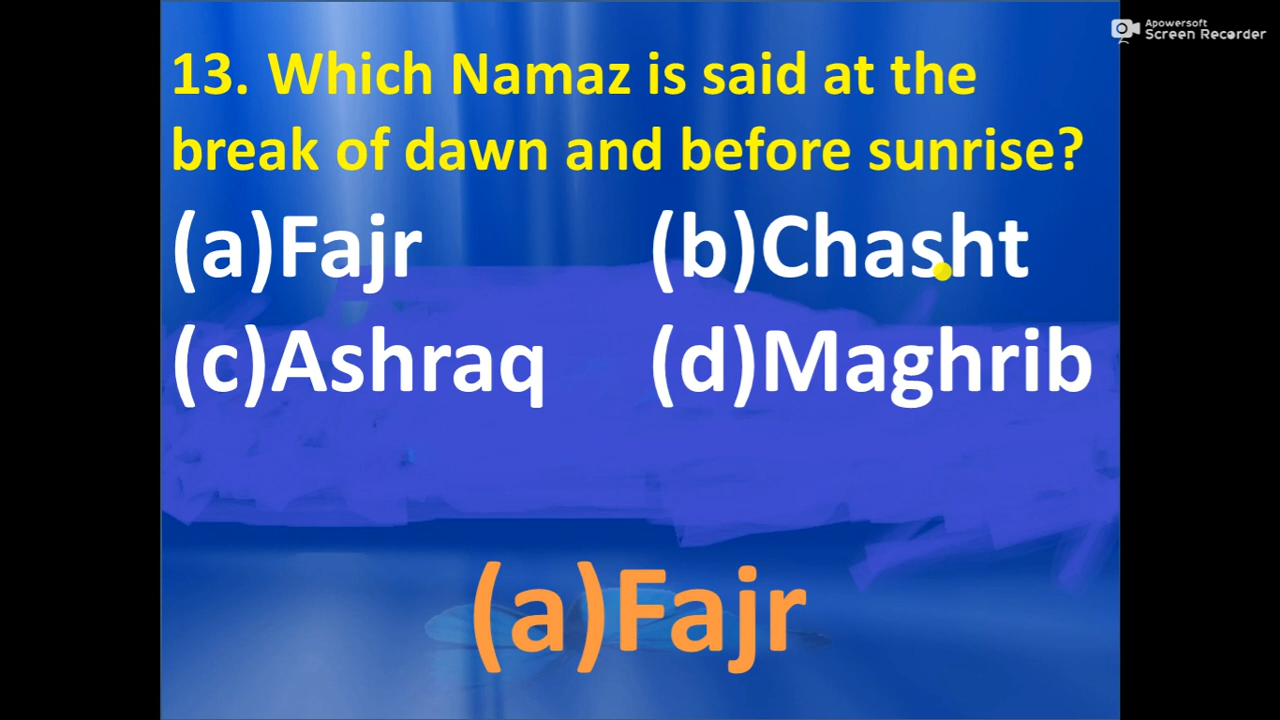 Apowersoft
Screen Recorder
13. Which Namaz is said at the
break of dawn and before sunrise?
(a)Fajr (b)Chasht
(c)Ashraq (d)Maghrib
(a)Fajr